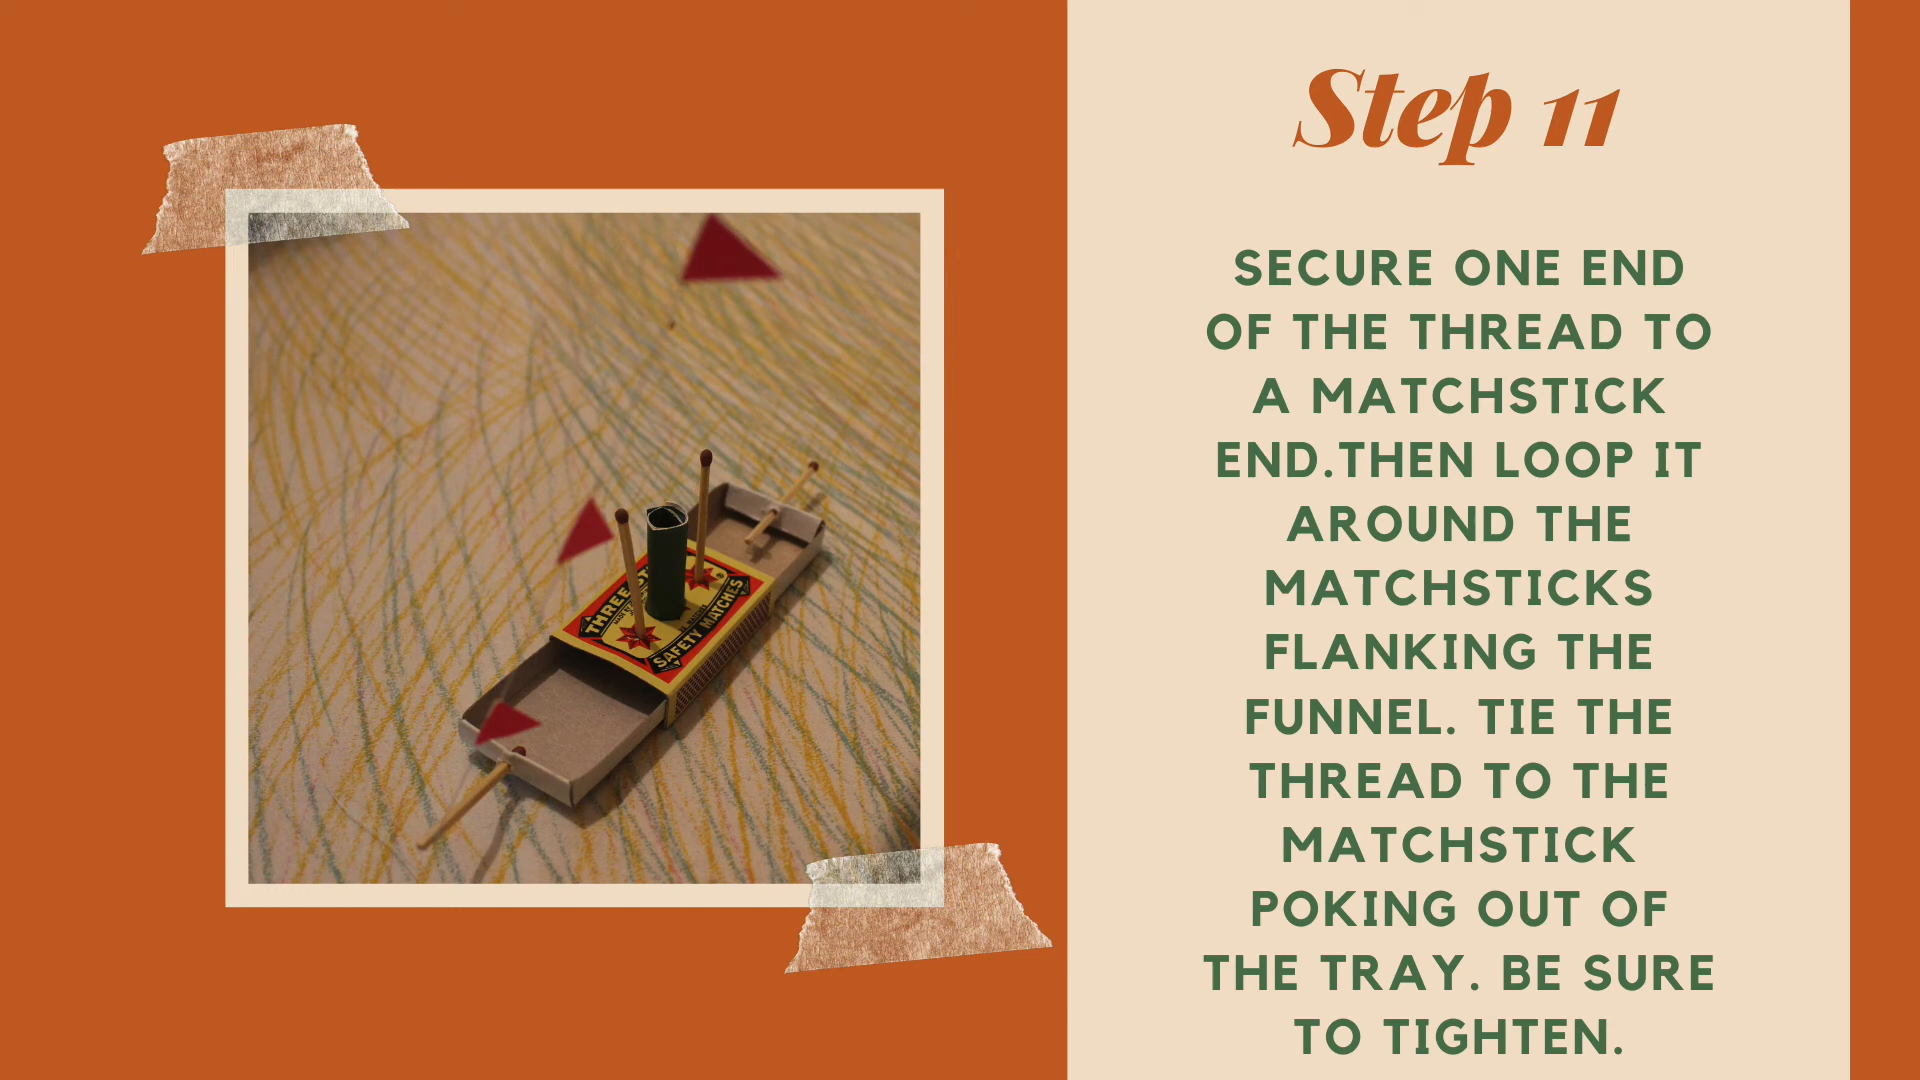 Step 11
SECURE ONE END
OF THE THREAD TO
A MATCHSTICK
END.THEN LOOP IT
AROUND THE
MATCHSTICKS
FLANKING THE
FUNNEL. TIE THE
THREAD TO THE
MATCHSTICK
POKING OUT OF
THE TRAY. BE SURE
TO TIGHTEN.
THREE
SAFETY MATCHES